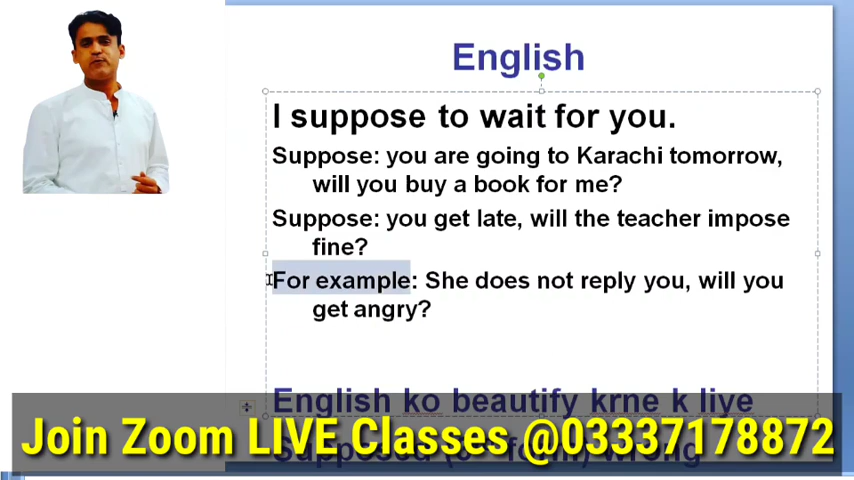 English
I suppose to wait for you.
Suppose: you are going to Karachi tomorrow,
will you buy a book for me?
Suppose: you get late, will the teacher impose
fine?
For example: She does not reply you, will you
get angry?
English ko beautify krne k liye
Join Zoom LIVE Classes @03337178872
Supposed wrong